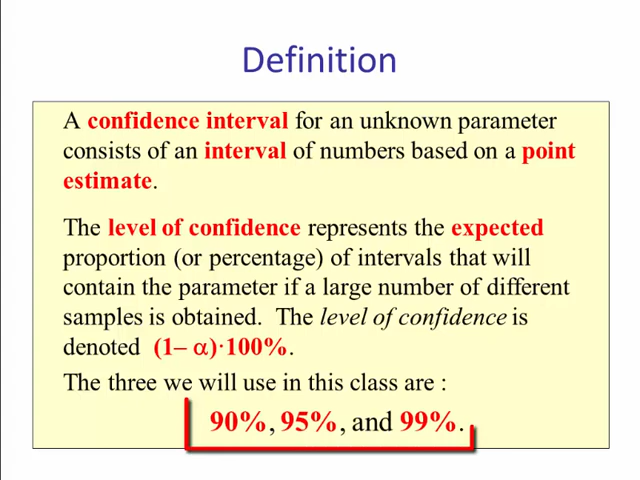 Definition
A confidence interval for an unknown parameter
consists of an interval of numbers based on a point
estimate.
The level of confidence represents the expected
proportion (or percentage) of intervals that will
contain the parameter if a large number of different
samples is obtained. The level of confidence is
denoted (1– α)·100%.
The three we will use in this class are :
90%, 95%, and 99%.